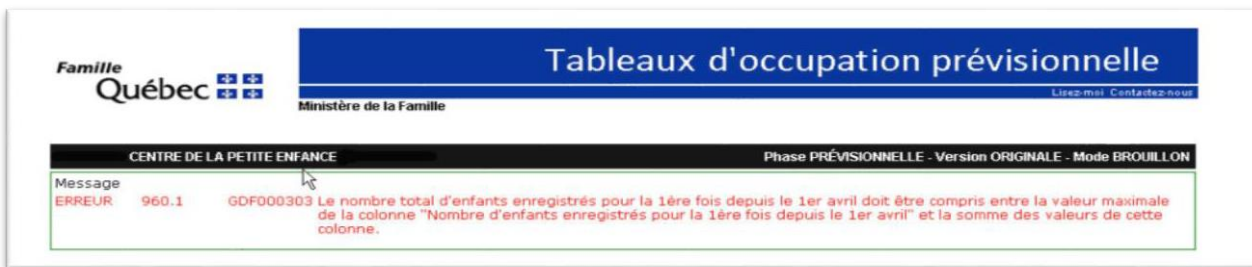 Famille
Québec
Tableaux d'occupation prévisionnelle
Lisez-moi Contactez-nous
Ministère de la Famille
CENTRE DE LA PETITE ENFANCE
Phase PRÉVISIONNELLE - Version ORIGINALE - Mode BROUILLON
Message
ERREUR 960.1 GDF000303 Le nombre total d'enfants enregistrés pour la 1ére fois depuis le 1er avril doit être compris entre la valeur maximale
de la colonne "Nombre d'enfants enregistrés pour la 1ère fois depuis le 1er avril" et la somme des valeurs de cette
colonne.